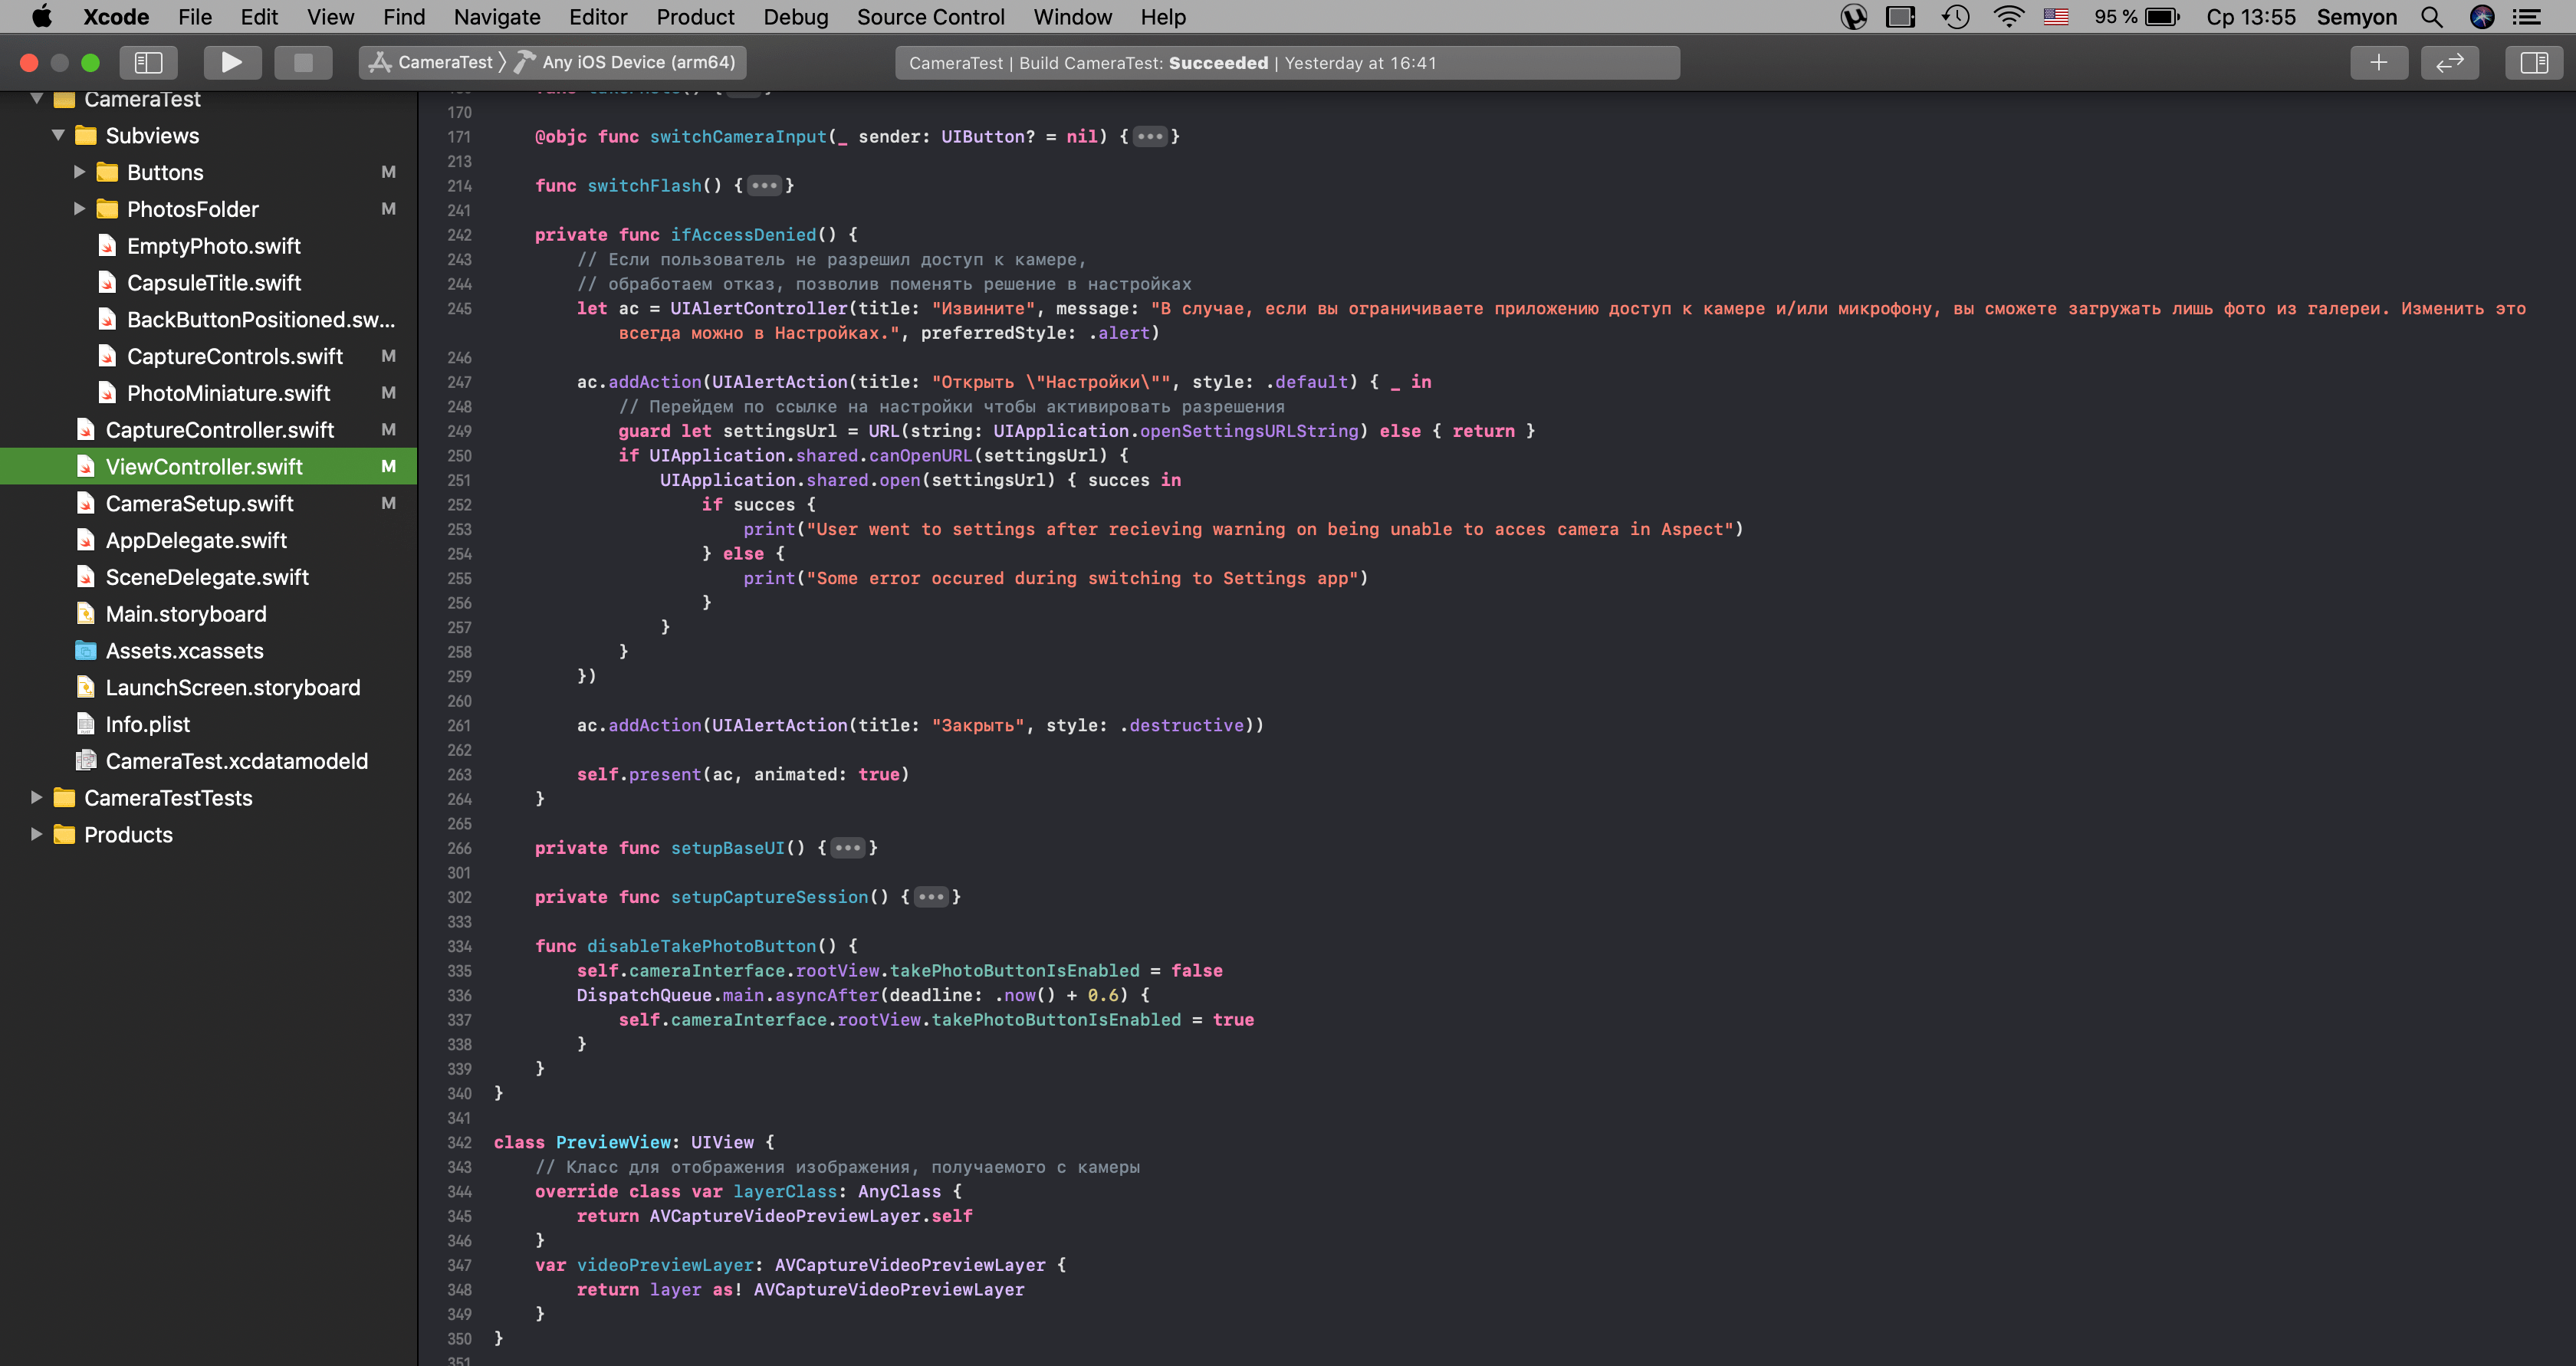 Xcode File Edit View Find Navigate Editor Product Debug Source Control Window Help 95 % Ср 13:55 Semyon
CameraTest 〉 Any iOS Device (arm64) CameraTest | Build CameraTest: Succeeded | Yesterday at 16:41
CameraTest
Subviews
Buttons M
PhotosFolder M
EmptyPhoto.swift
CapsuleTitle.swift
BackButtonPositioned.sw...
CaptureControls.swift M
PhotoMiniature.swift M
CaptureController.swift M
ViewController.swift M
CameraSetup.swift M
AppDelegate.swift
SceneDelegate.swift
Main.storyboard
Assets.xcassets
LaunchScreen.storyboard
Info.plist
CameraTest.xcdatamodeld
CameraTestTests
Products
170
171 @objc func switchCameraInput(_ sender: UIButton? = nil) {•••}
213
214 func switchFlash() {•••}
241
242 private func ifAccessDenied() {
243 // Если пользователь не разрешил доступ к камере,
244 // обработаем отказ, позволив поменять решение в настройках
245 let ac = UIAlertController(title: "Извините", message: "В случае, если вы ограничиваете приложению доступ к камере и/или микрофону, вы сможете загружать лишь фото из галереи. Изменить это
всегда можно в Настройках.", preferredStyle: .alert)
246
247 ac.addAction(UIAlertAction(title: "Открыть \"Настройки\"", style: .default) { _ in
248 // Перейдем по ссылке на настройки чтобы активировать разрешения
249 guard let settingsUrl = URL(string: UIApplication.openSettingsURLString) else { return }
250 if UIApplication.shared.canOpenURL(settingsUrl) {
251 UIApplication.shared.open(settingsUrl) { succes in
252 if succes {
253 print("User went to settings after recieving warning on being unable to acces camera in Aspect")
254 } else {
255 print("Some error occured during switching to Settings app")
256 }
257 }
258 }
259 })
260
261 ac.addAction(UIAlertAction(title: "Закрыть", style: .destructive))
262
263 self.present(ac, animated: true)
264 }
265
266 private func setupBaseUI() {•••}
301
302 private func setupCaptureSession() {•••}
333
334 func disableTakePhotoButton() {
335 self.cameraInterface.rootView.takePhotoButtonIsEnabled = false
336 DispatchQueue.main.asyncAfter(deadline: .now() + 0.6) {
337 self.cameraInterface.rootView.takePhotoButtonIsEnabled = true
338 }
339 }
340 }
341
342 class PreviewView: UIView {
343 // Класс для отображения изображения, получаемого с камеры
344 override class var layerClass: AnyClass {
345 return AVCaptureVideoPreviewLayer.self
346 }
347 var videoPreviewLayer: AVCaptureVideoPreviewLayer {
348 return layer as! AVCaptureVideoPreviewLayer
349 }
350 }
351